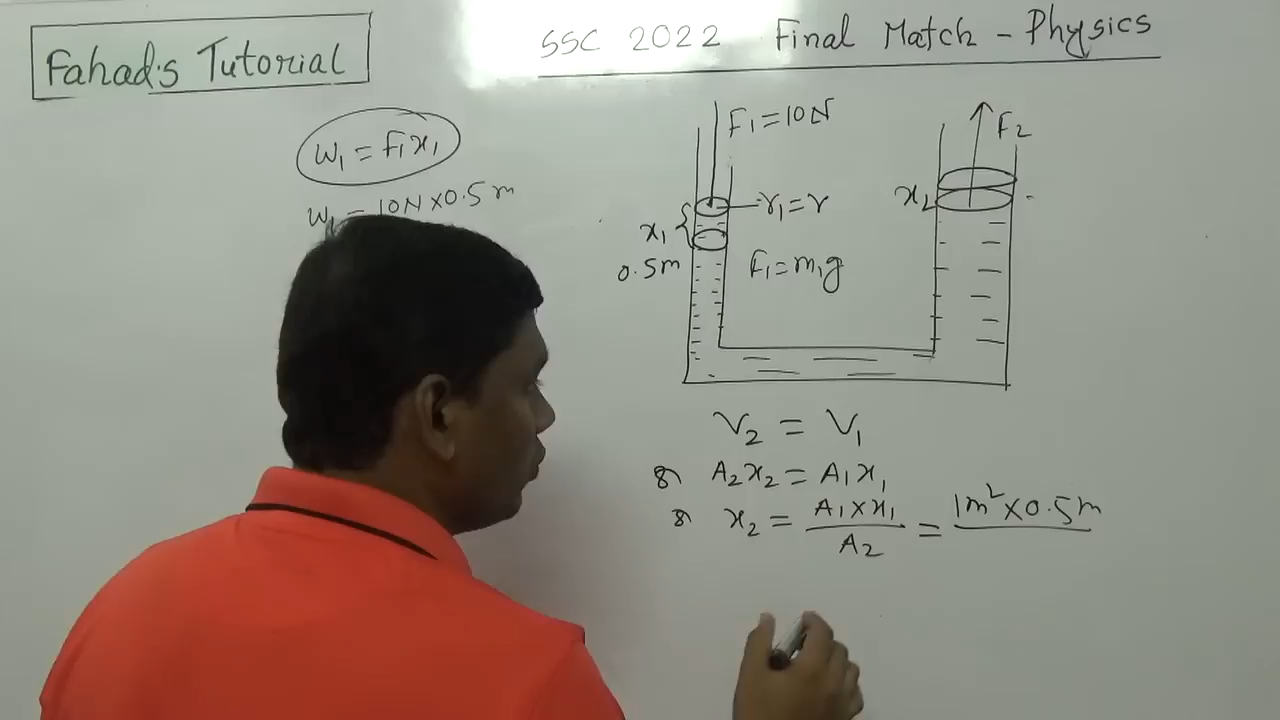 Fahad's Tutorial
SSC 2022 Final Match - Physics
W₁ = F₁x₁
W₁ = 10N × 0.5 m
F₁ = 10N
F₂
r₁ = r
x₂
x₁
0.5m
F₁ = m₁g
V₂ = V₁
বা A₂x₂ = A₁x₁
বা x₂ = A₁ × x₁ / A₂ = 1m² × 0.5m